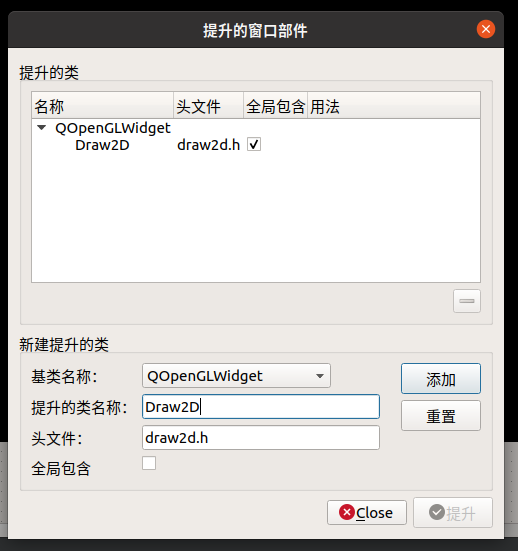 提升的窗口部件
提升的类
名称 头文件 全局包含 用法
QOpenGLWidget
Draw2D draw2d.h
新建提升的类
基类名称： QOpenGLWidget 添加
提升的类名称： Draw2D 重置
头文件： draw2d.h
全局包含
Close 提升